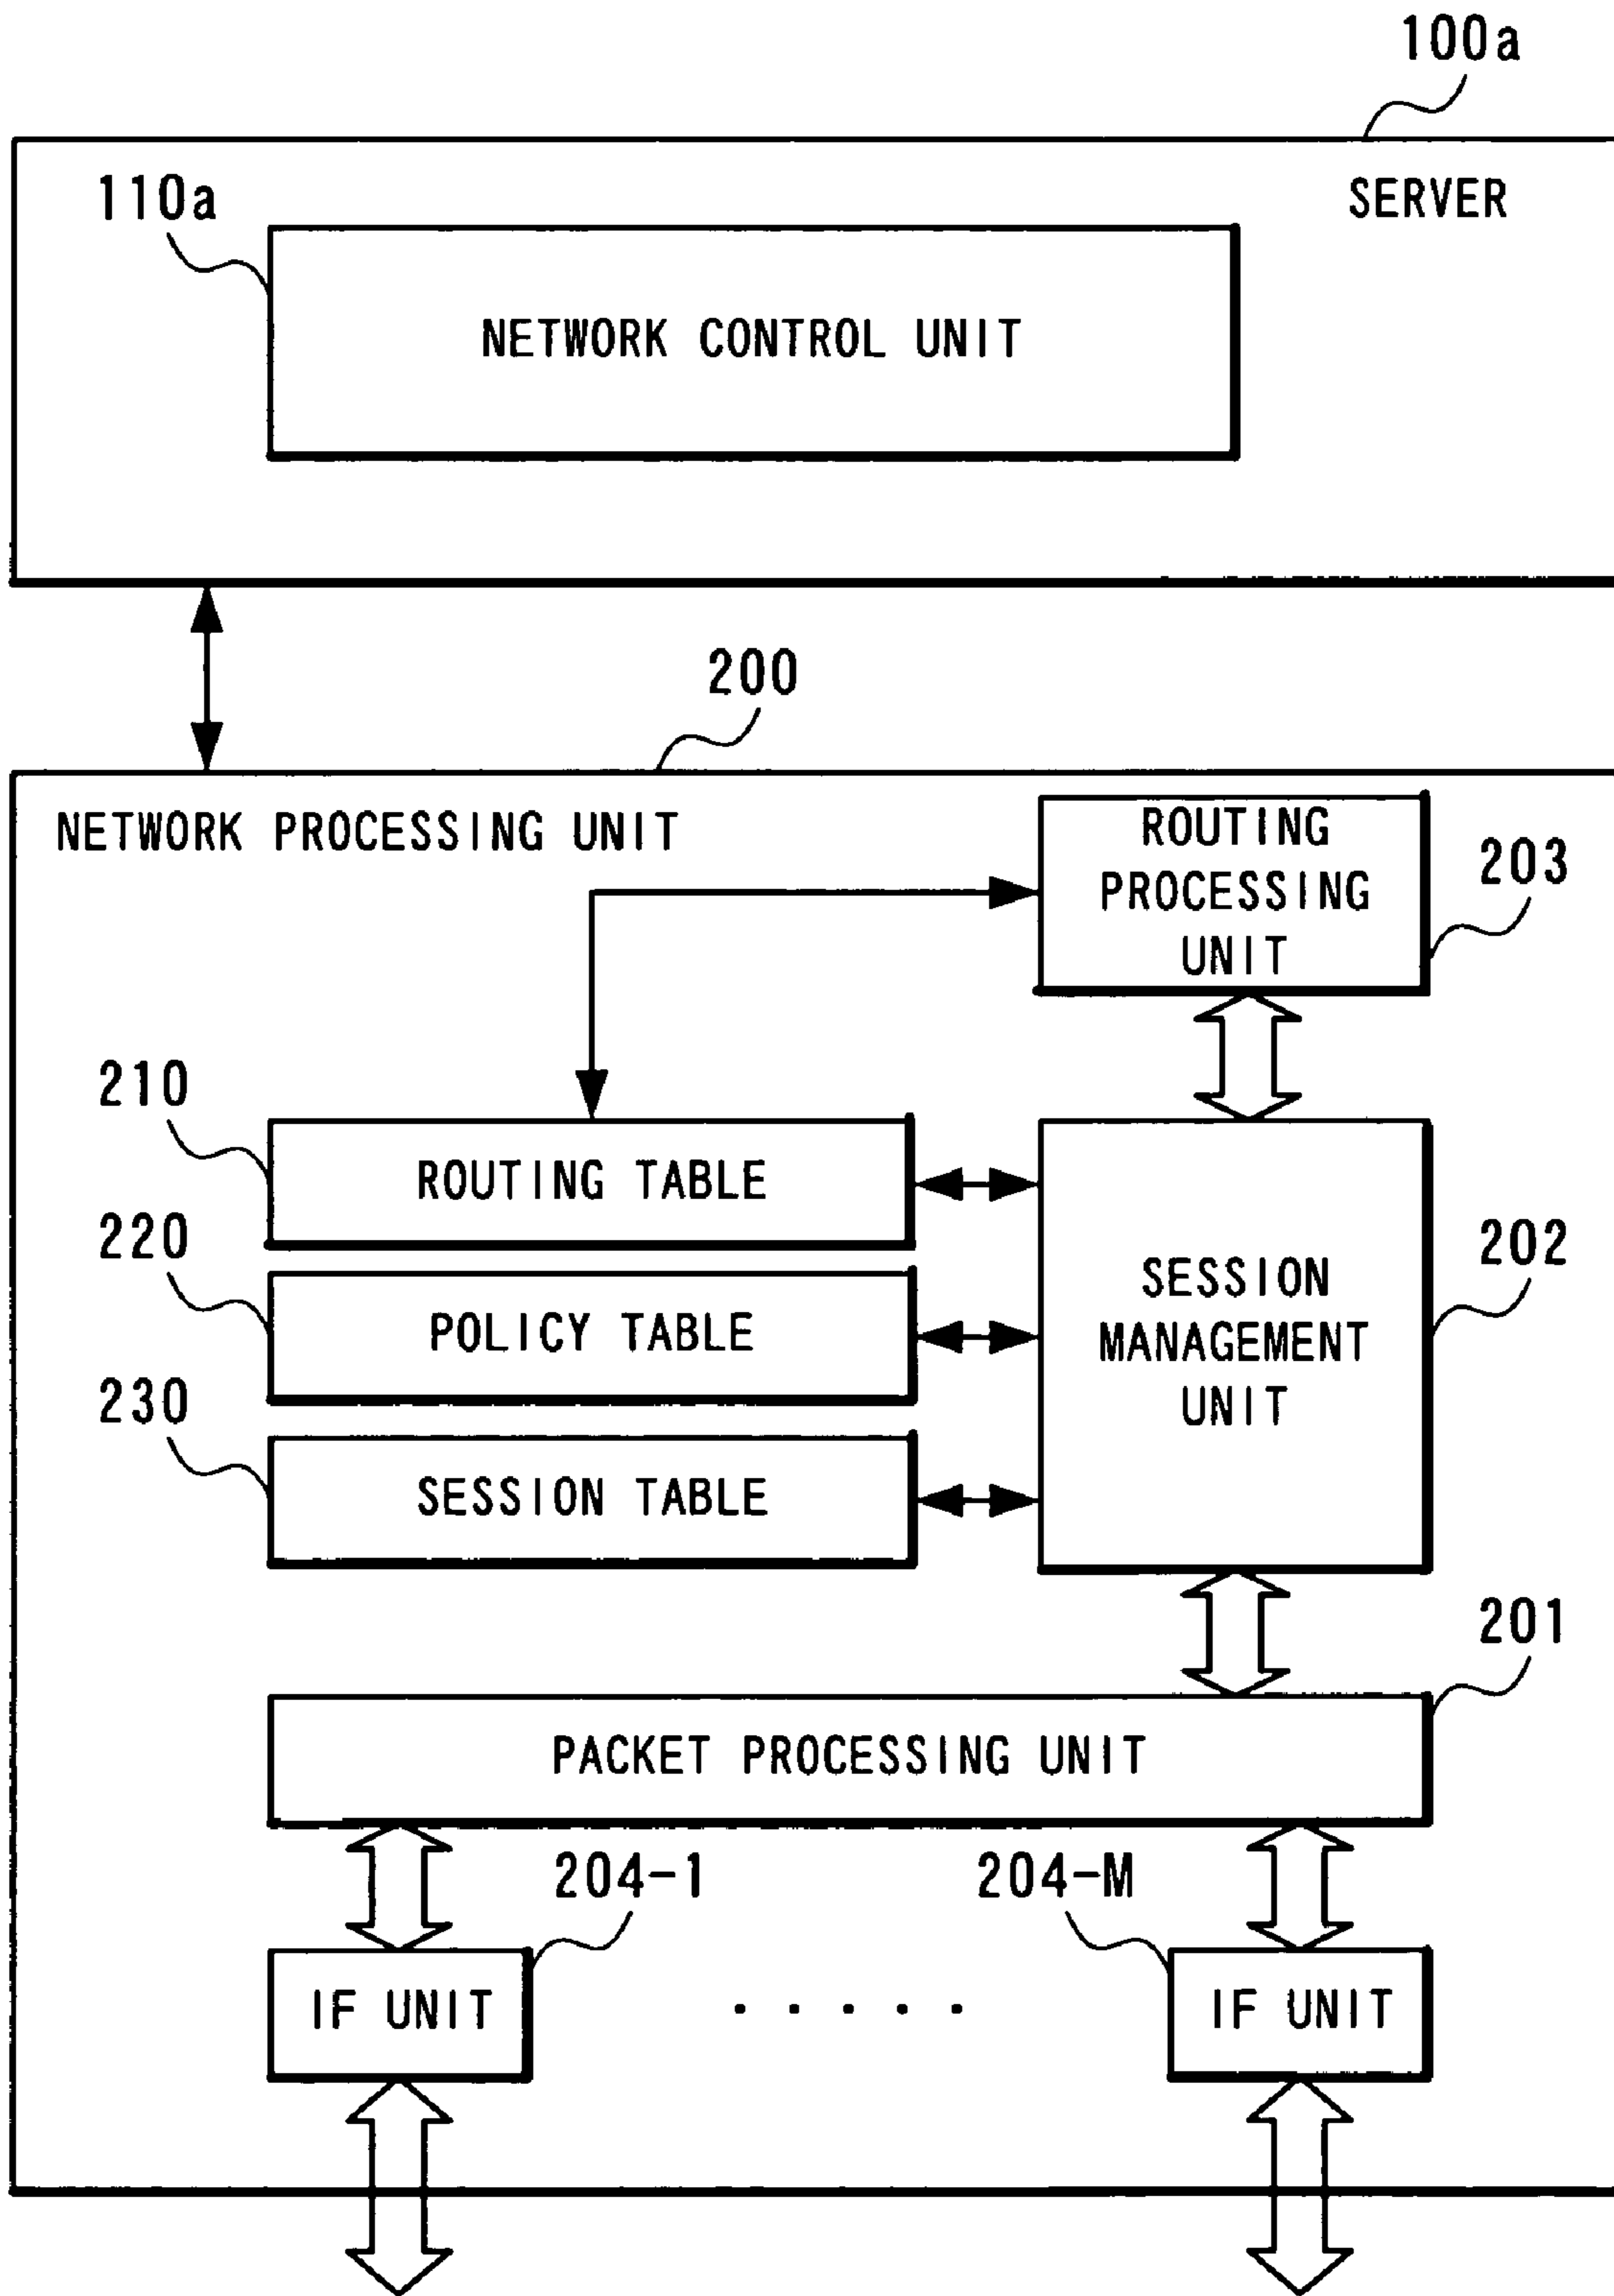 100a
SERVER
110a
NETWORK CONTROL UNIT
200
NETWORK PROCESSING UNIT
ROUTING
PROCESSING
UNIT
203
210
ROUTING TABLE
220
POLICY TABLE
230
SESSION TABLE
SESSION
MANAGEMENT
UNIT
202
201
PACKET PROCESSING UNIT
204-1
204-M
IF UNIT
. . . . .
IF UNIT